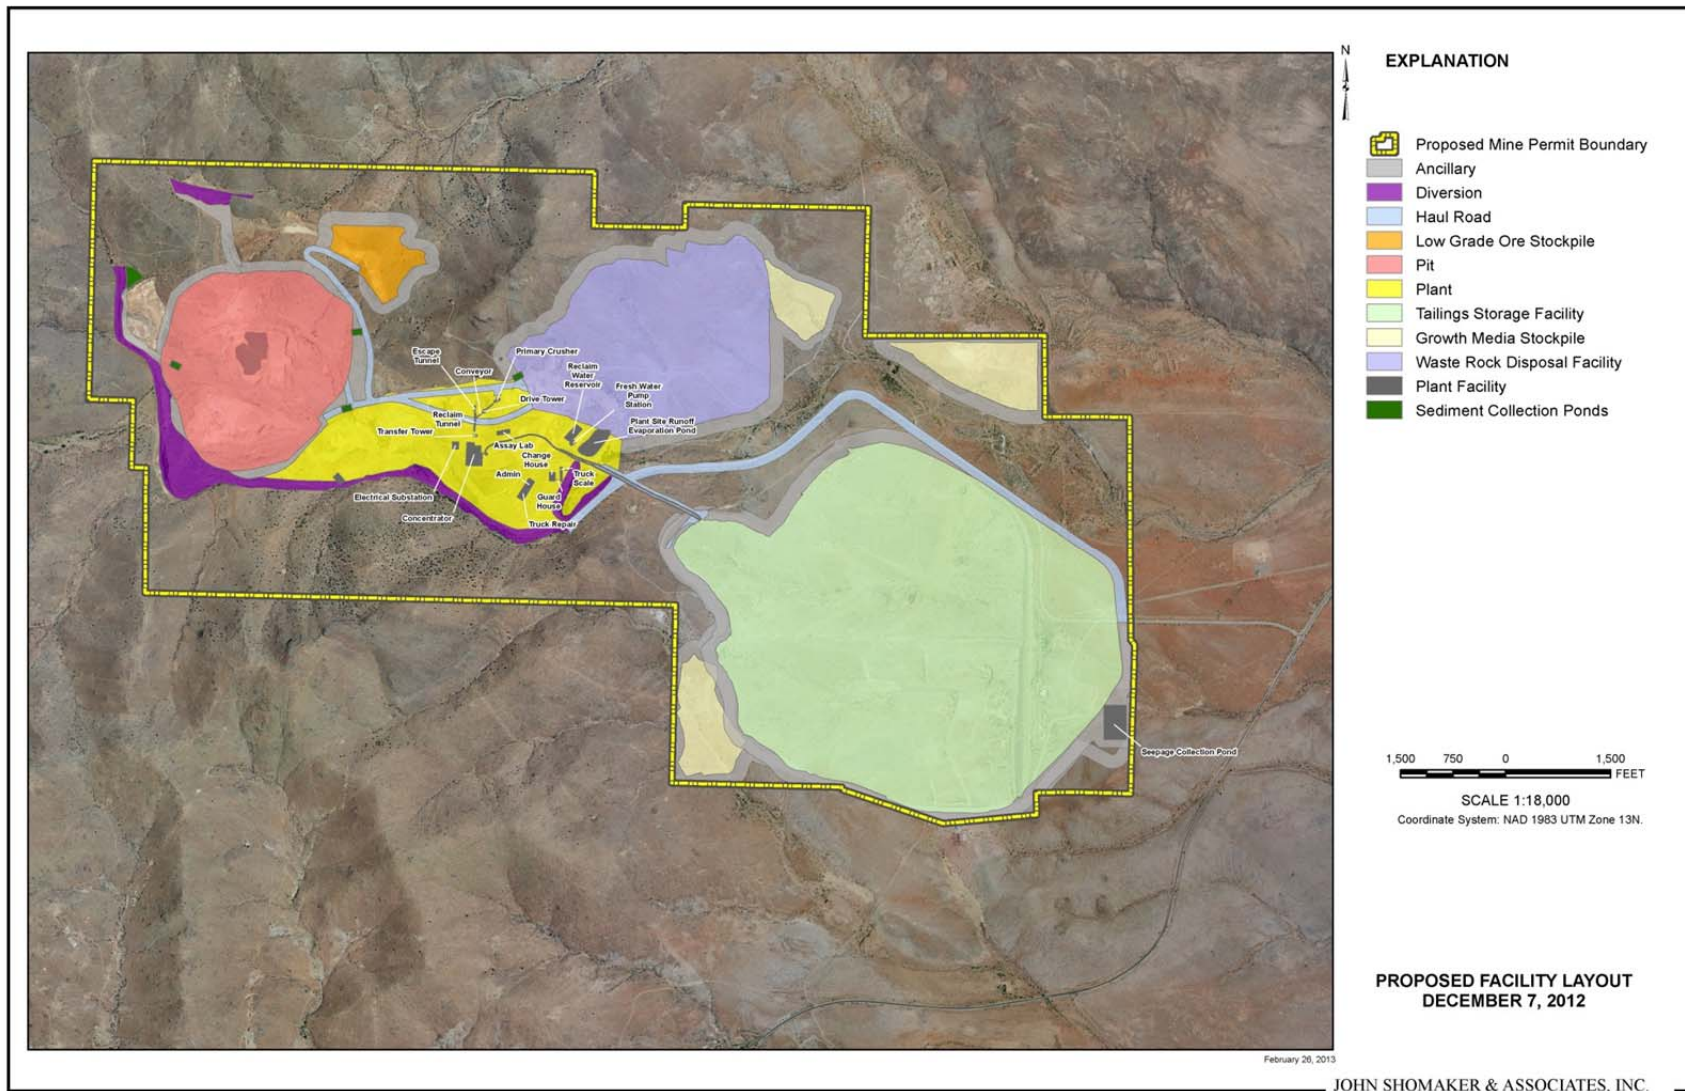 N
EXPLANATION
Proposed Mine Permit Boundary
Ancillary
Diversion
Haul Road
Low Grade Ore Stockpile
Pit
Plant
Tailings Storage Facility
Growth Media Stockpile
Waste Rock Disposal Facility
Plant Facility
Sediment Collection Ponds
Escape
Tunnel
Primary Crusher
Conveyor
Reclaim
Water
Reservoir
Fresh Water
Pump
Station
Drive Tower
Reclaim
Tunnel
Transfer Tower
Plant Site Runoff
Evaporation Pond
Assay Lab
Change
House
Admin
Truck
Scale
Electrical Substation
Guard
House
Concentrator
Truck Repair
Seepage Collection Pond
1,500 750 0 1,500
FEET
SCALE 1:18,000
Coordinate System: NAD 1983 UTM Zone 13N.
PROPOSED FACILITY LAYOUT
DECEMBER 7, 2012
February 26, 2013
JOHN SHOMAKER & ASSOCIATES, INC.